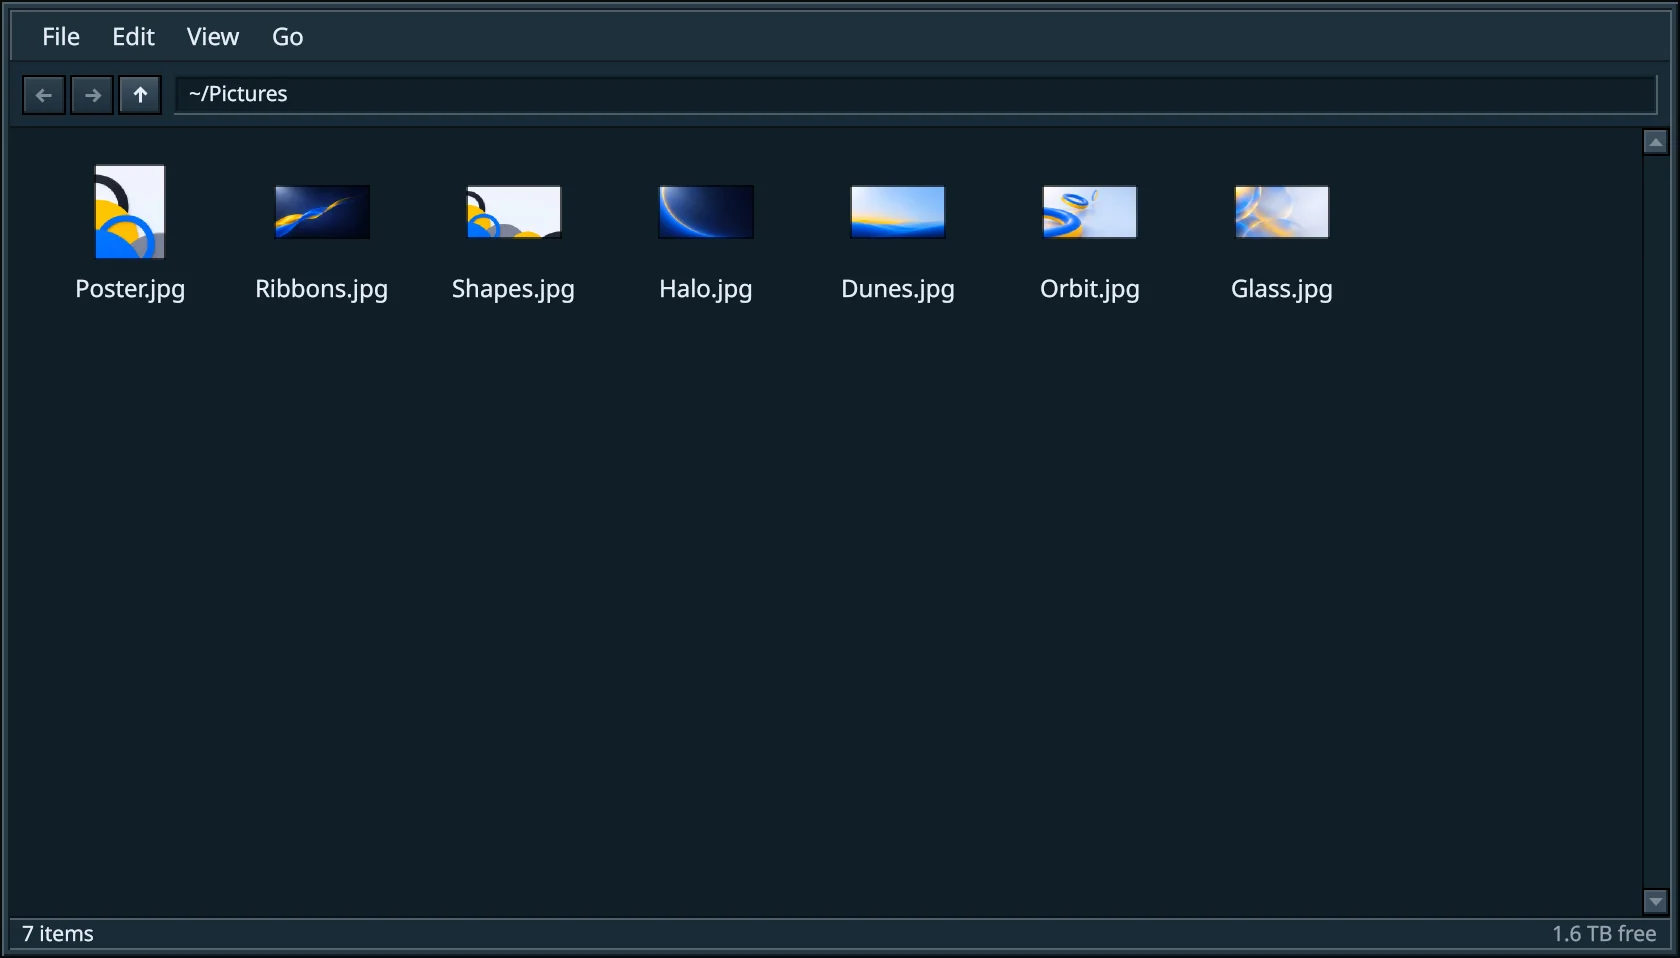 File Edit View Go
~/Pictures
Poster.jpg Ribbons.jpg Shapes.jpg Halo.jpg Dunes.jpg Orbit.jpg Glass.jpg
7 items 1.6 TB free